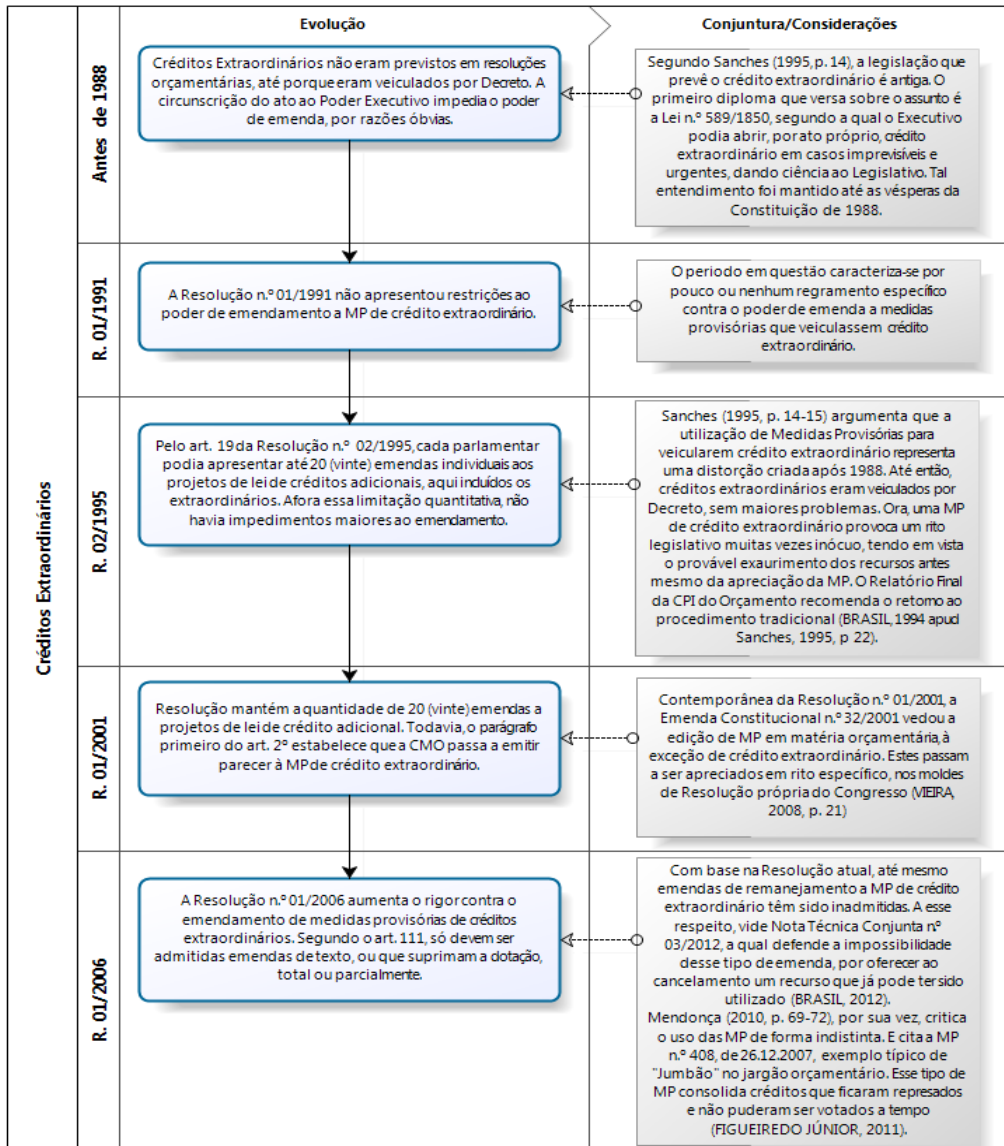 Evolução
Conjuntura/Considerações
Créditos Extraordinários
Antes de 1988
Créditos Extraordinários não eram previstos em resoluções
orçamentárias, até porque eram veiculados por Decreto. A
circunscrição do ato ao Poder Executivo impedia o poder
de emenda, por razões óbvias.
Segundo Sanches (1995, p. 14), a legislação que
prevê o crédito extraordinário é antiga. O
primeiro diploma que versa sobre o assunto é
a Lei n.º 589/1850, segundo a qual o Executivo
podia abrir, por ato próprio, crédito
extraordinário em casos imprevisíveis e
urgentes, dando ciência ao Legislativo. Tal
entendimento foi mantido até as vésperas da
Constituição de 1988.
R. 01/1991
A Resolução n.º 01/1991 não apresentou restrições ao
poder de emendamento a MP de crédito extraordinário.
O periodo em questão caracteriza-se por
pouco ou nenhum regramento específico
contra o poder de emenda a medidas
provisórias que veiculassem crédito
extraordinário.
R. 02/1995
Pelo art. 19 da Resolução n.º 02/1995, cada parlamentar
podia apresentar até 20 (vinte) emendas individuais aos
projetos de lei de créditos adicionais, aqui incluídos os
extraordinários. Afora essa limitação quantitativa, não
havia impedimentos maiores ao emendamento.
Sanches (1995, p. 14-15) argumenta que a
utilização de Medidas Provisórias para
veicularem crédito extraordinário representa
uma distorção criada após 1988. Até então,
créditos extraordinários eram veiculados por
Decreto, sem maiores problemas. Ora, uma MP
de crédito extraordinário provoca um rito
legislativo muitas vezes inócuo, tendo em vista
o provável exaurimento dos recursos antes
mesmo da apreciação da MP. O Relatório Final
da CPI do Orçamento recomenda o retorno ao
procedimento tradicional (BRASIL, 1994 apud
Sanches, 1995, p 22).
R. 01/2001
Resolução mantém a quantidade de 20 (vinte) emendas a
projetos de lei de crédito adicional. Todavia, o parágrafo
primeiro do art. 2º estabelece que a CMO passa a emitir
parecer à MP de crédito extraordinário.
Contemporânea da Resolução n.º 01/2001, a
Emenda Constitucional n.º 32/2001 vedou a
edição de MP em matéria orçamentária, à
exceção de crédito extraordinário. Estes passam
a ser apreciados em rito específico, nos moldes
de Resolução própria do Congresso (VIEIRA,
2008, p. 21)
R. 01/2006
A Resolução n.º 01/2006 aumenta o rigor contra o
emendamento de medidas provisórias de créditos
extraordinários. Segundo o art. 111, só devem ser
admitidas emendas de texto, ou que suprimam a dotação,
total ou parcialmente.
Com base na Resolução atual, até mesmo
emendas de remanejamento a MP de crédito
extraordinário têm sido inadmitidas. A esse
respeito, vide Nota Técnica Conjunta nº
03/2012, a qual defende a impossibilidade
desse tipo de emenda, por oferecer ao
cancelamento um recurso que já pode ter sido
utilizado (BRASIL, 2012).
Mendonça (2010, p. 69-72), por sua vez, critica
o uso das MP de forma indistinta. E cita a MP
n.º 408, de 26.12.2007, exemplo típico de
"Jumbão" no jargão orçamentário. Esse tipo de
MP consolida créditos que ficaram represados
e não puderam ser votados a tempo
(FIGUEIREDO JÚNIOR, 2011).